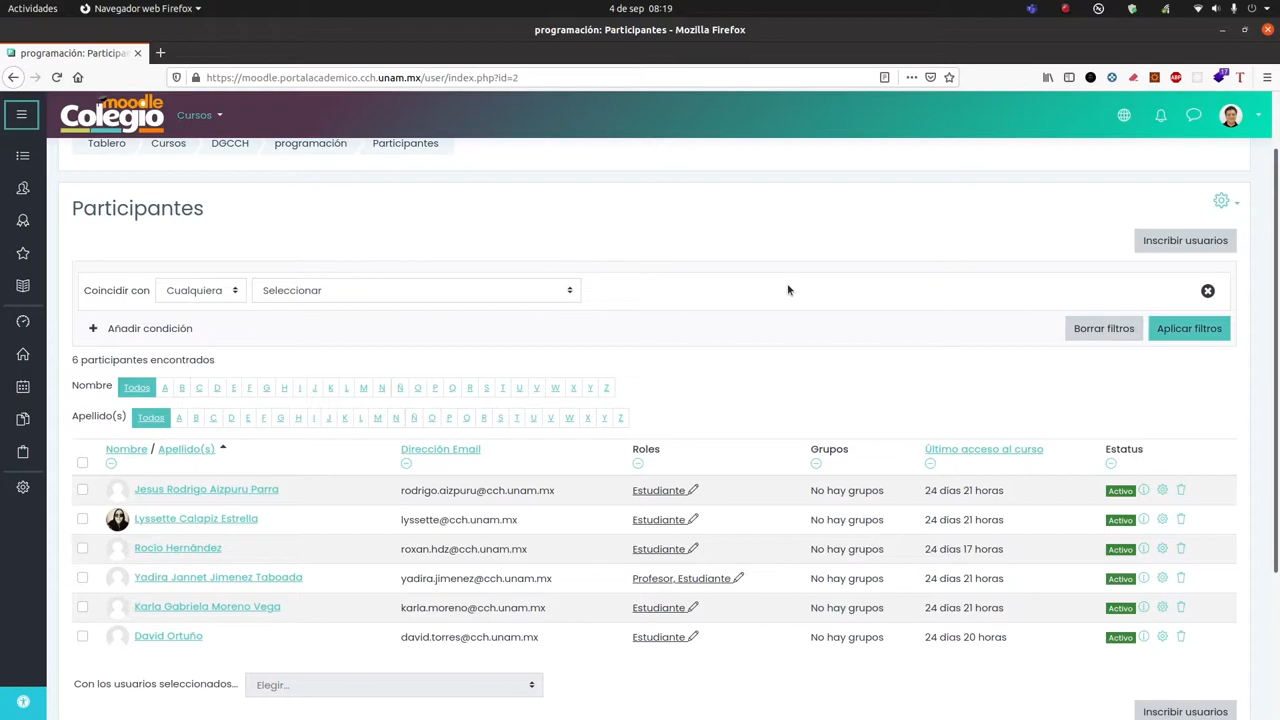 Actividades Navegador web Firefox 4 de sep 08:19
programación: Participantes - Mozilla Firefox
programación: Participa
https://moodle.portalacademico.cch.unam.mx/user/index.php?id=2
17 ABP T
moodle
Colegio
Cursos
Tablero Cursos DGCCH programación Participantes
Participantes
Inscribir usuarios
Coincidir con Cualquiera Seleccionar
Añadir condición Borrar filtros Aplicar filtros
6 participantes encontrados
Nombre Todos A B C D E F G H I J K L M N Ñ O P Q R S T U V W X Y Z
Apellido(s) Todos A B C D E F G H I J K L M N Ñ O P Q R S T U V W X Y Z
Nombre / Apellido(s) Dirección Email Roles Grupos Último acceso al curso Estatus
Jesus Rodrigo Aizpuru Parra rodrigo.aizpuru@cch.unam.mx Estudiante No hay grupos 24 días 21 horas Activo
Lyssette Calapiz Estrella lyssette@cch.unam.mx Estudiante No hay grupos 24 días 21 horas Activo
Rocío Hernández roxan.hdz@cch.unam.mx Estudiante No hay grupos 24 días 17 horas Activo
Yadira Jannet Jimenez Taboada yadira.jimenez@cch.unam.mx Profesor, Estudiante No hay grupos 24 días 21 horas Activo
Karla Gabriela Moreno Vega karla.moreno@cch.unam.mx Estudiante No hay grupos 24 días 21 horas Activo
David Ortuño david.torres@cch.unam.mx Estudiante No hay grupos 24 días 20 horas Activo
Con los usuarios seleccionados... Elegir...
Inscribir usuarios